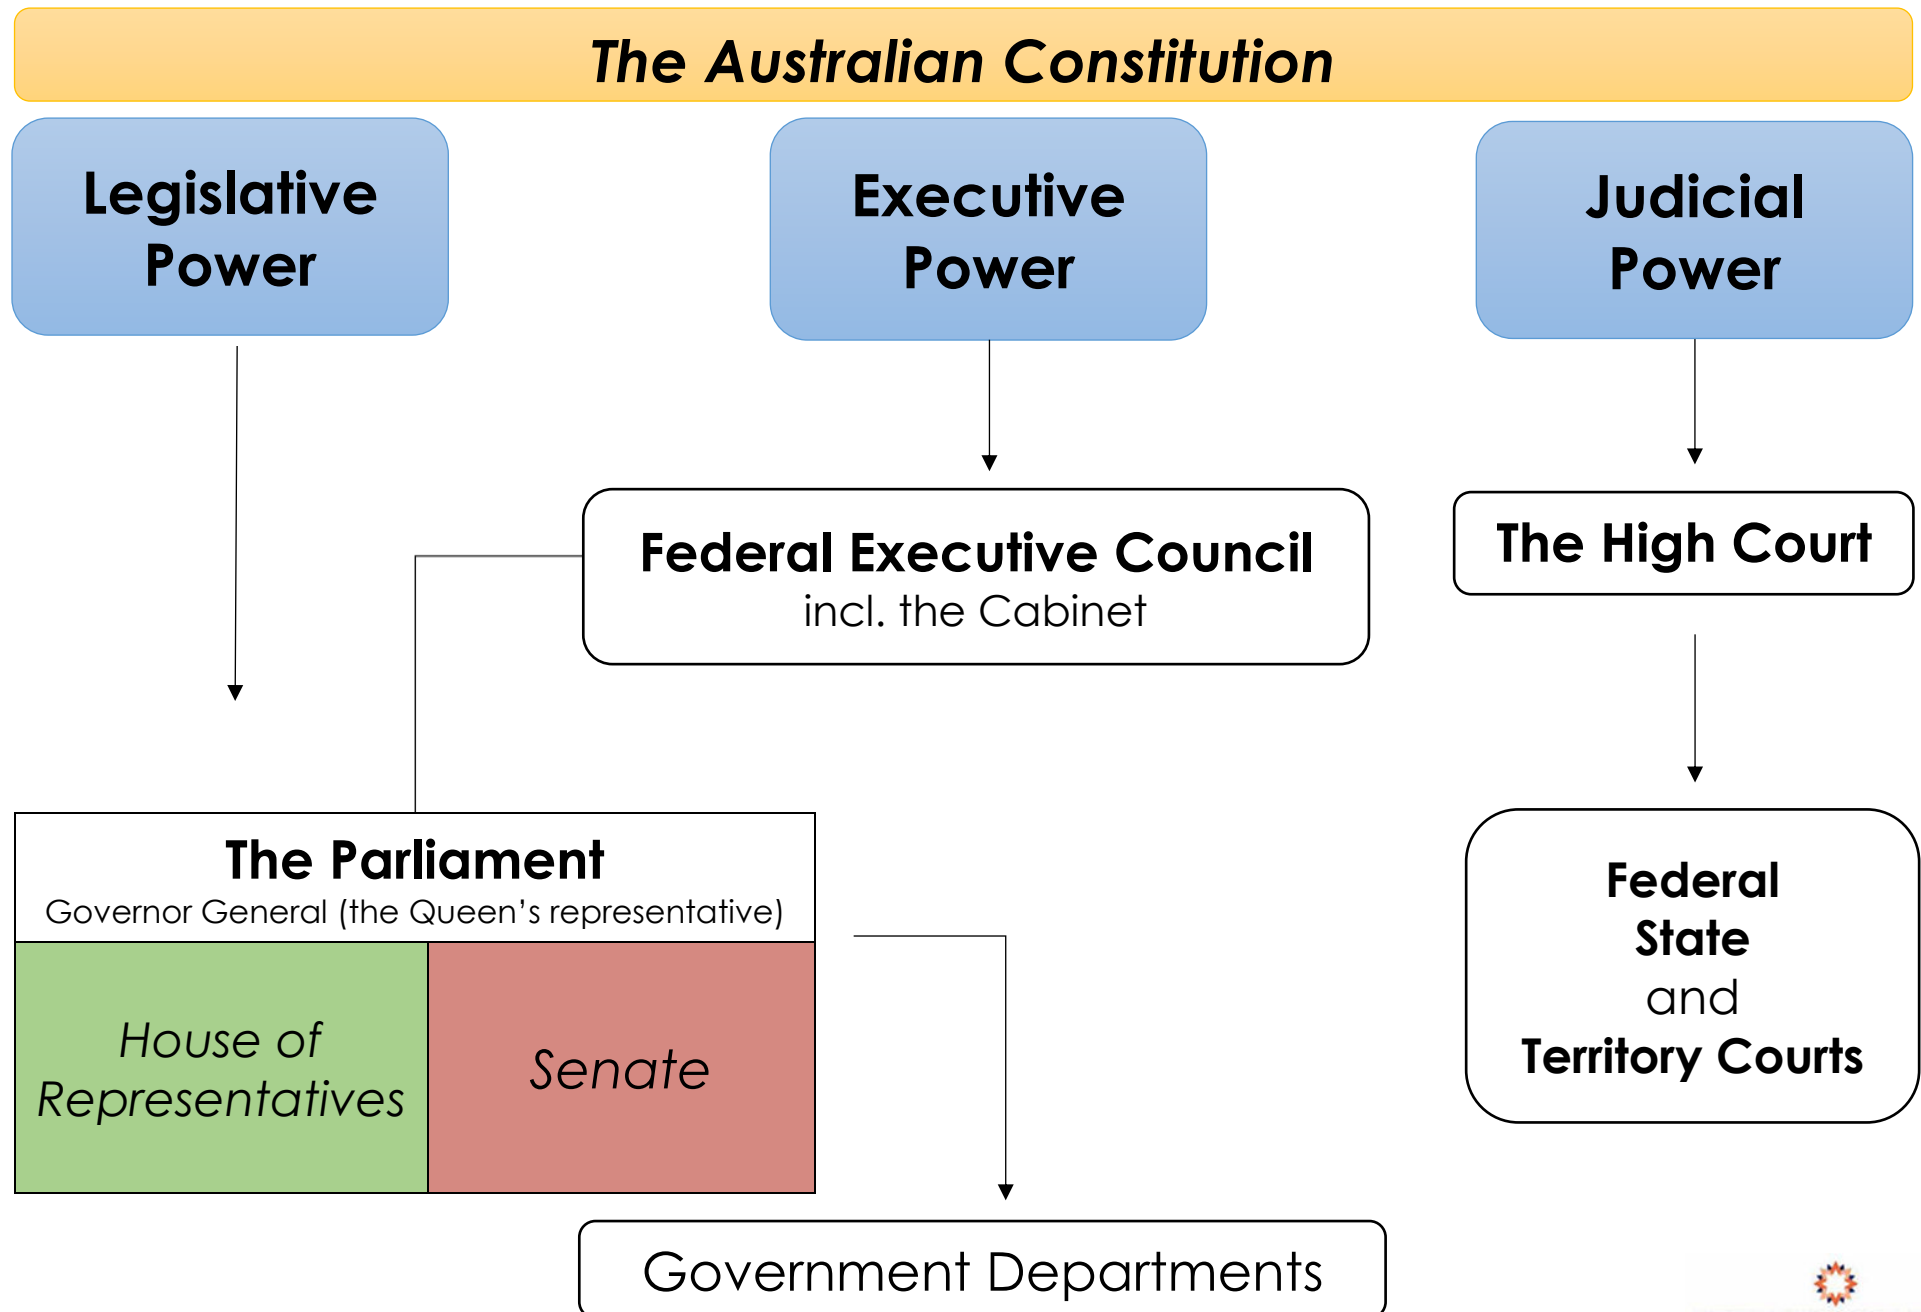 The Australian Constitution
Legislative
Power
Executive
Power
Judicial
Power
Federal Executive Council
incl. the Cabinet
The High Court
The Parliament
Governor General (the Queen’s representative)
House of
Representatives
Senate
Federal
State
and
Territory Courts
Government Departments